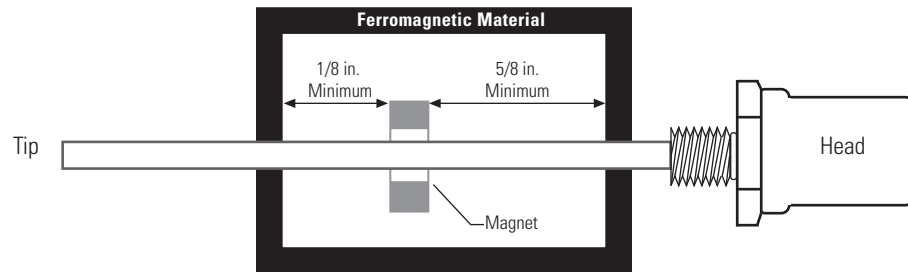 Ferromagnetic Material
1/8 in.
Minimum
5/8 in.
Minimum
Tip
Head
Magnet